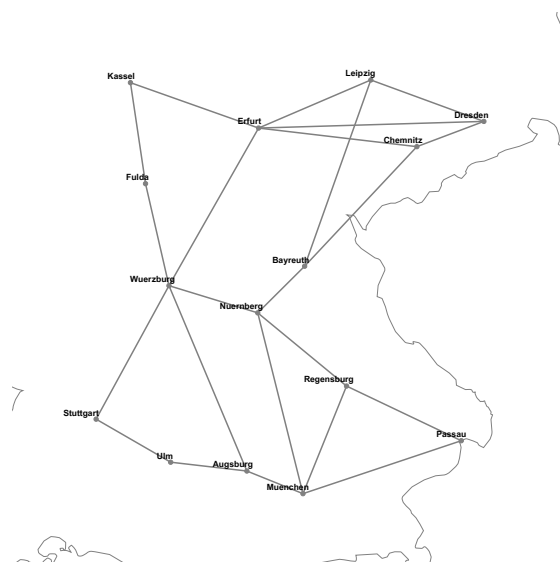 Leipzig
Kassel
Dresden
Erfurt
Chemnitz
Fulda
Bayreuth
Wuerzburg
Nuernberg
Regensburg
Stuttgart
Passau
Ulm
Augsburg
Muenchen